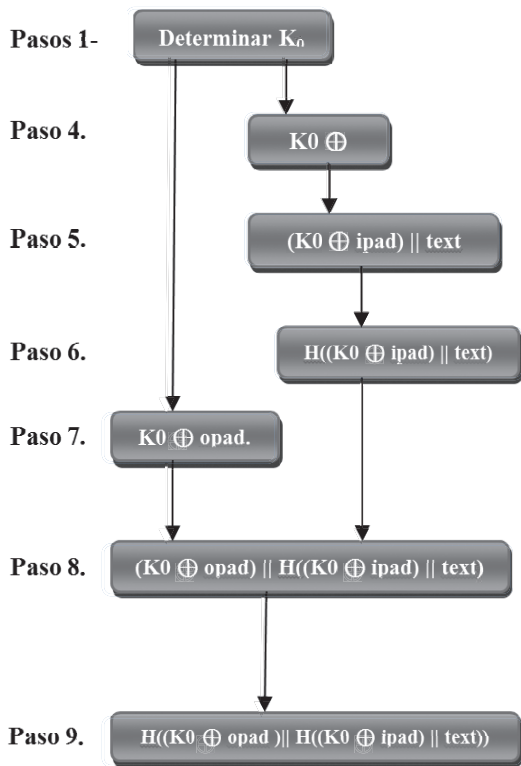 Pasos 1- Determinar K₀
Paso 4. K0 ⊕
Paso 5. (K0 ⊕ ipad) || text
Paso 6. H((K0 ⊕ ipad) || text)
Paso 7. K0 ⊕ opad.
Paso 8. (K0 ⊕ opad) || H((K0 ⊕ ipad) || text)
Paso 9. H((K0 ⊕ opad )|| H((K0 ⊕ ipad) || text))